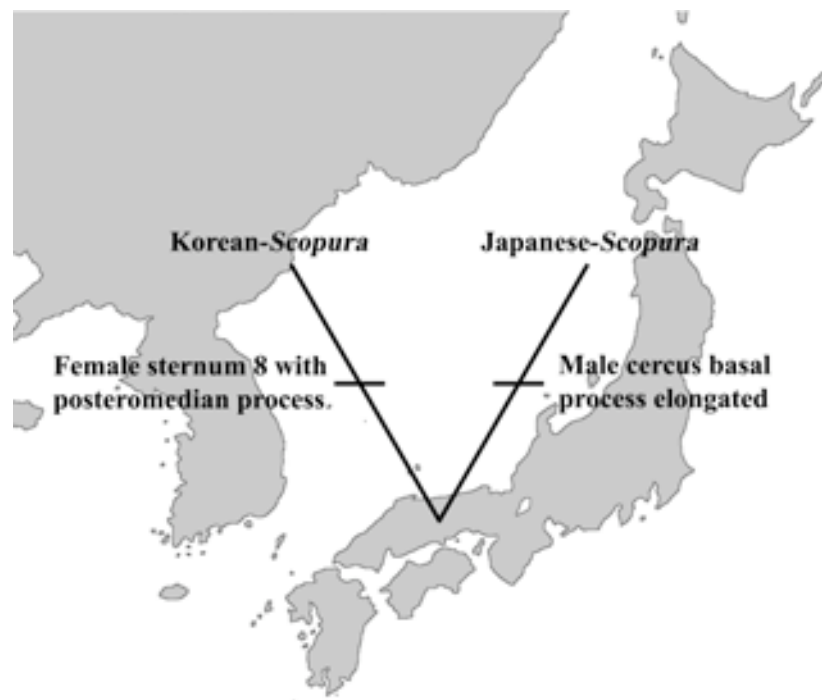 Korean-Scopura
Japanese-Scopura
Female sternum 8 with
posteromedian process.
Male cercus basal
process elongated